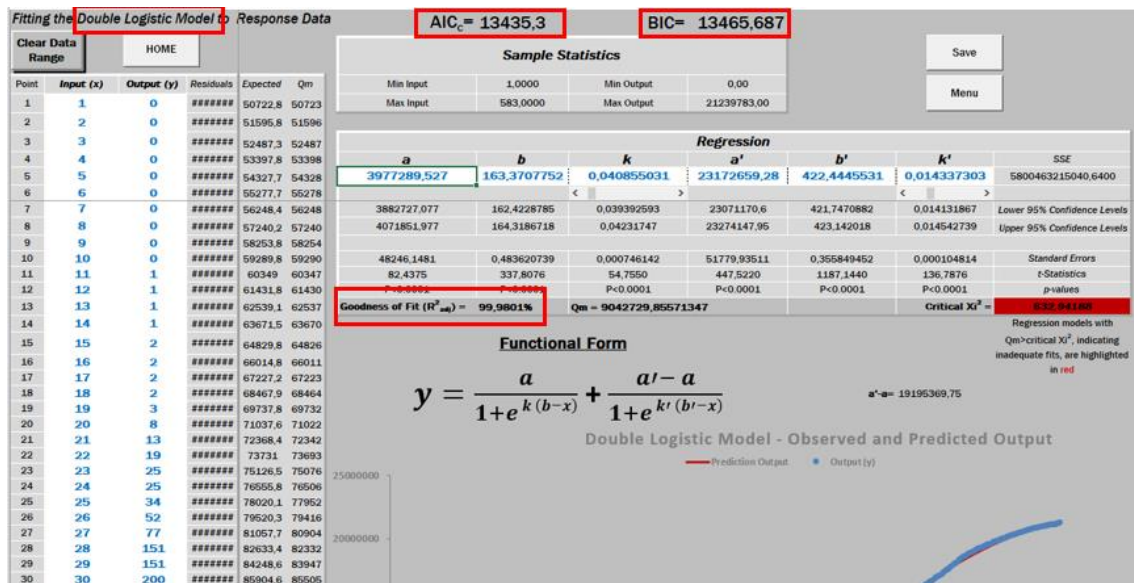 Fitting the Double Logistic Model to Response Data
AICc= 13435,3
BIC= 13465,687
Clear Data Range
HOME
Sample Statistics
Save
Menu
Min Input 1,0000 Min Output 0,00
Max Input 583,0000 Max Output 21239783,00
Point Input (x) Output (y) Residuals Expected Qm
1 1 0 ####### 50722,8 50723
2 2 0 ####### 51595,8 51596
3 3 0 ####### 52487,3 52487
4 4 0 ####### 53397,8 53398
5 5 0 ####### 54327,7 54328
6 6 0 ####### 55277,7 55278
7 7 0 ####### 56248,4 56248
8 8 0 ####### 57240,2 57240
9 9 0 ####### 58253,8 58254
10 10 0 ####### 59289,8 59290
11 11 1 ####### 60349 60347
12 12 1 ####### 61431,8 61430
13 13 1 ####### 62539,1 62537
14 14 1 ####### 63671,5 63670
15 15 2 ####### 64829,8 64826
16 16 2 ####### 66014,8 66011
17 17 2 ####### 67227,2 67223
18 18 2 ####### 68467,9 68464
19 19 3 ####### 69737,8 69732
20 20 8 ####### 71037,6 71022
21 21 13 ####### 72368,4 72342
22 22 19 ####### 73731 73693
23 23 25 ####### 75126,5 75076
24 24 25 ####### 76555,8 76506
25 25 34 ####### 78020,1 77952
26 26 52 ####### 79520,3 79416
27 27 77 ####### 81057,7 80904
28 28 151 ####### 82633,4 82332
29 29 151 ####### 84248,6 83947
30 30 200 ####### 85904,6 85505
Regression
a b k a' b' k' SSE
3977289,527 163,3707752 0,040855031 23172659,28 422,4445531 0,014337303 5800463215040,6400
< > < >
3882727,077 162,4228785 0,039392593 23071170,6 421,7470882 0,014131867 Lower 95% Confidence Levels
4071851,977 164,3186718 0,04231747 23274147,95 423,142018 0,014542739 Upper 95% Confidence Levels
48246,1481 0,483620739 0,000746142 51779,93511 0,355849452 0,000104814 Standard Errors
82,4375 337,8076 54,7550 447,5220 1187,1440 136,7876 t-Statistics
P<0.0001 P<0.0001 P<0.0001 P<0.0001 P<0.0001 P<0.0001 p-values
Goodness of Fit (R²adj) = 99,9801% Qm = 9042729,85571347 Critical Xi² =
Regression models with
Qm>critical Xi², indicating
inadequate fits, are highlighted
in red
Functional Form
y = a / (1+e^k (b−x)) + a′− a / (1+e^k′ (b′−x))
a'-a= 19195369,75
Double Logistic Model - Observed and Predicted Output
Prediction Output Output (y)
25000000
20000000